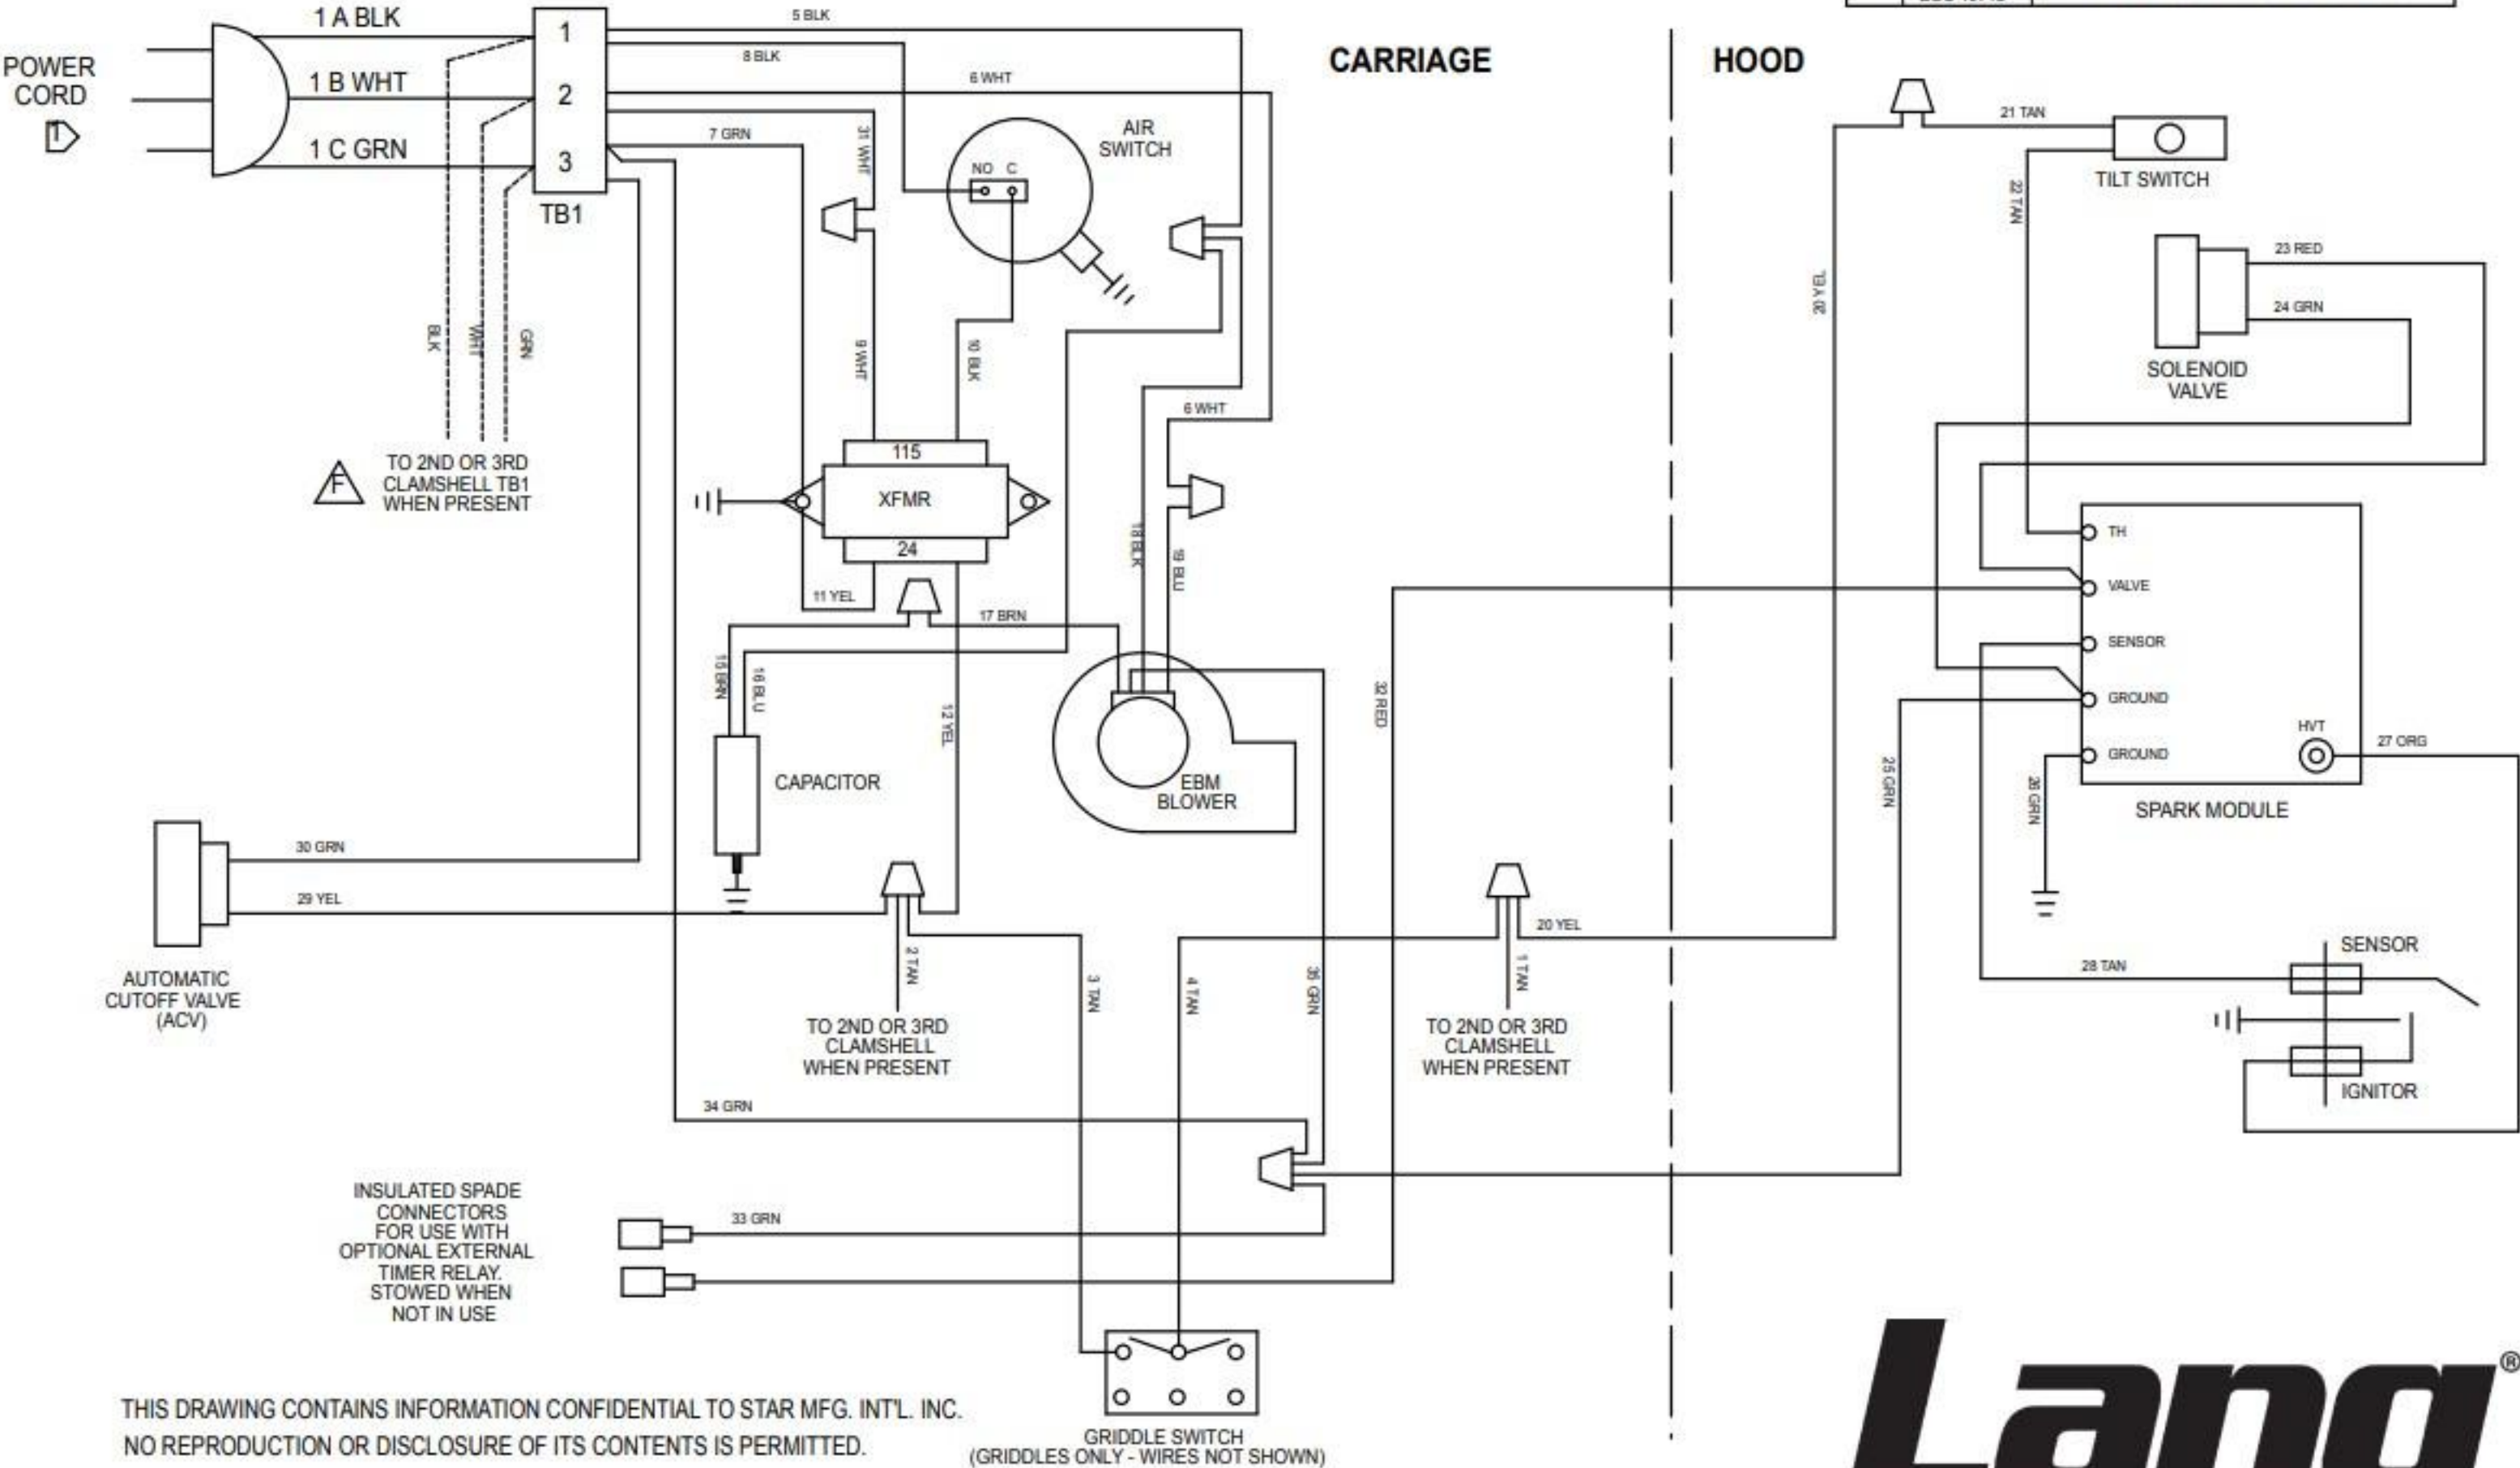 POWER
CORD
1
1 A BLK
1 B WHT
1 C GRN
1
2
3
TB1
5 BLK
8 BLK
6 WHT
7 GRN
31 WHT
AIR
SWITCH
NO C
CARRIAGE
HOOD
21 TAN
TILT SWITCH
22 TAN
20 YEL
23 RED
24 GRN
SOLENOID
VALVE
BLK
WHT
GRN
F
TO 2ND OR 3RD
CLAMSHELL TB1
WHEN PRESENT
9 WHT
10 BLK
6 WHT
115
XFMR
24
18 BLK
19 BLU
11 YEL
17 BRN
15 BRN
16 BLU
12 YEL
CAPACITOR
EBM
BLOWER
32 RED
TH
VALVE
SENSOR
GROUND
GROUND
HVT
27 ORG
SPARK MODULE
25 GRN
26 GRN
30 GRN
29 YEL
AUTOMATIC
CUTOFF VALVE
(ACV)
2 TAN
TO 2ND OR 3RD
CLAMSHELL
WHEN PRESENT
3 TAN
4 TAN
35 GRN
20 YEL
1 TAN
TO 2ND OR 3RD
CLAMSHELL
WHEN PRESENT
28 TAN
SENSOR
IGNITOR
34 GRN
33 GRN
INSULATED SPADE
CONNECTORS
FOR USE WITH
OPTIONAL EXTERNAL
TIMER RELAY.
STOWED WHEN
NOT IN USE
GRIDDLE SWITCH
(GRIDDLES ONLY - WIRES NOT SHOWN)
THIS DRAWING CONTAINS INFORMATION CONFIDENTIAL TO STAR MFG. INT'L. INC.
NO REPRODUCTION OR DISCLOSURE OF ITS CONTENTS IS PERMITTED.
Lang®